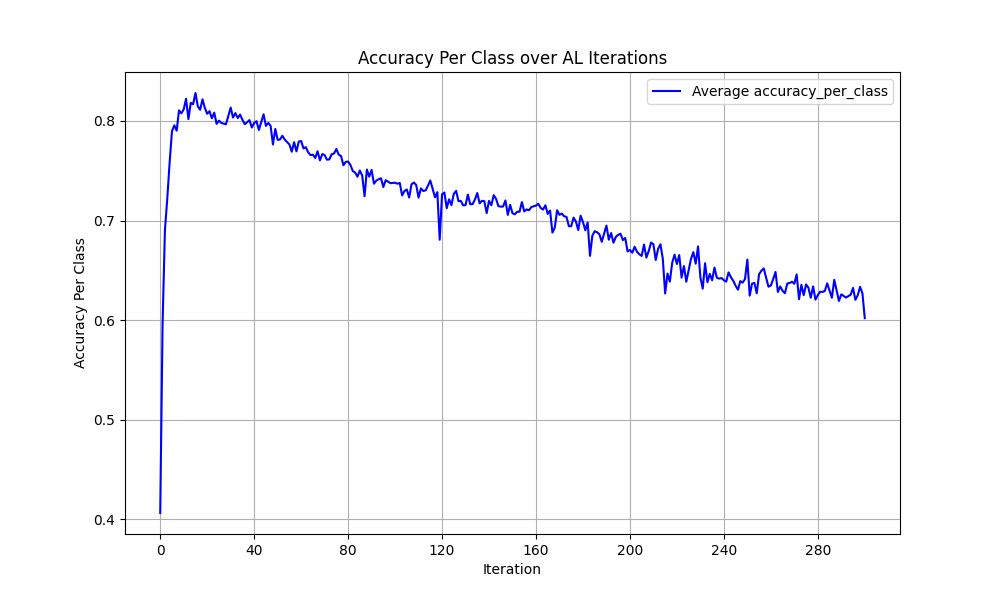 Accuracy Per Class over AL Iterations
Average accuracy_per_class
Accuracy Per Class
0.8
0.7
0.6
0.5
0.4
0 40 80 120 160 200 240 280
Iteration